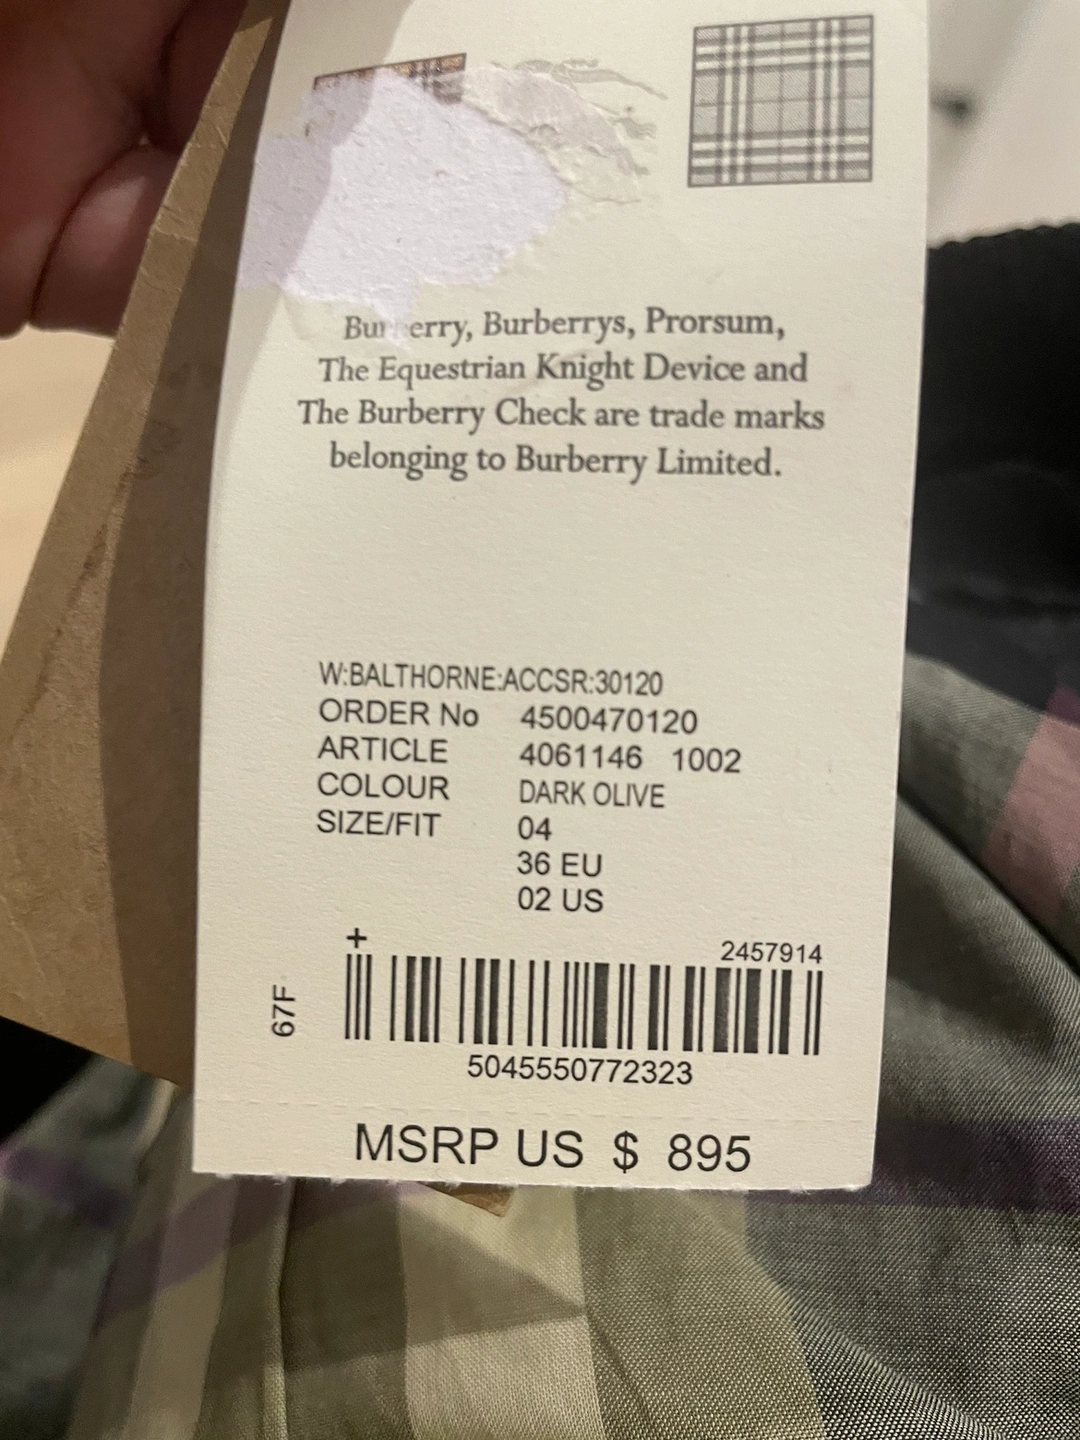 Burberry, Burberrys, Prorsum,
The Equestrian Knight Device and
The Burberry Check are trade marks
belonging to Burberry Limited.
W:BALTHORNE:ACCSR:30120
ORDER No 4500470120
ARTICLE 4061146 1002
COLOUR DARK OLIVE
SIZE/FIT 04
36 EU
02 US
+
2457914
67F
5045550772323
MSRP US $ 895